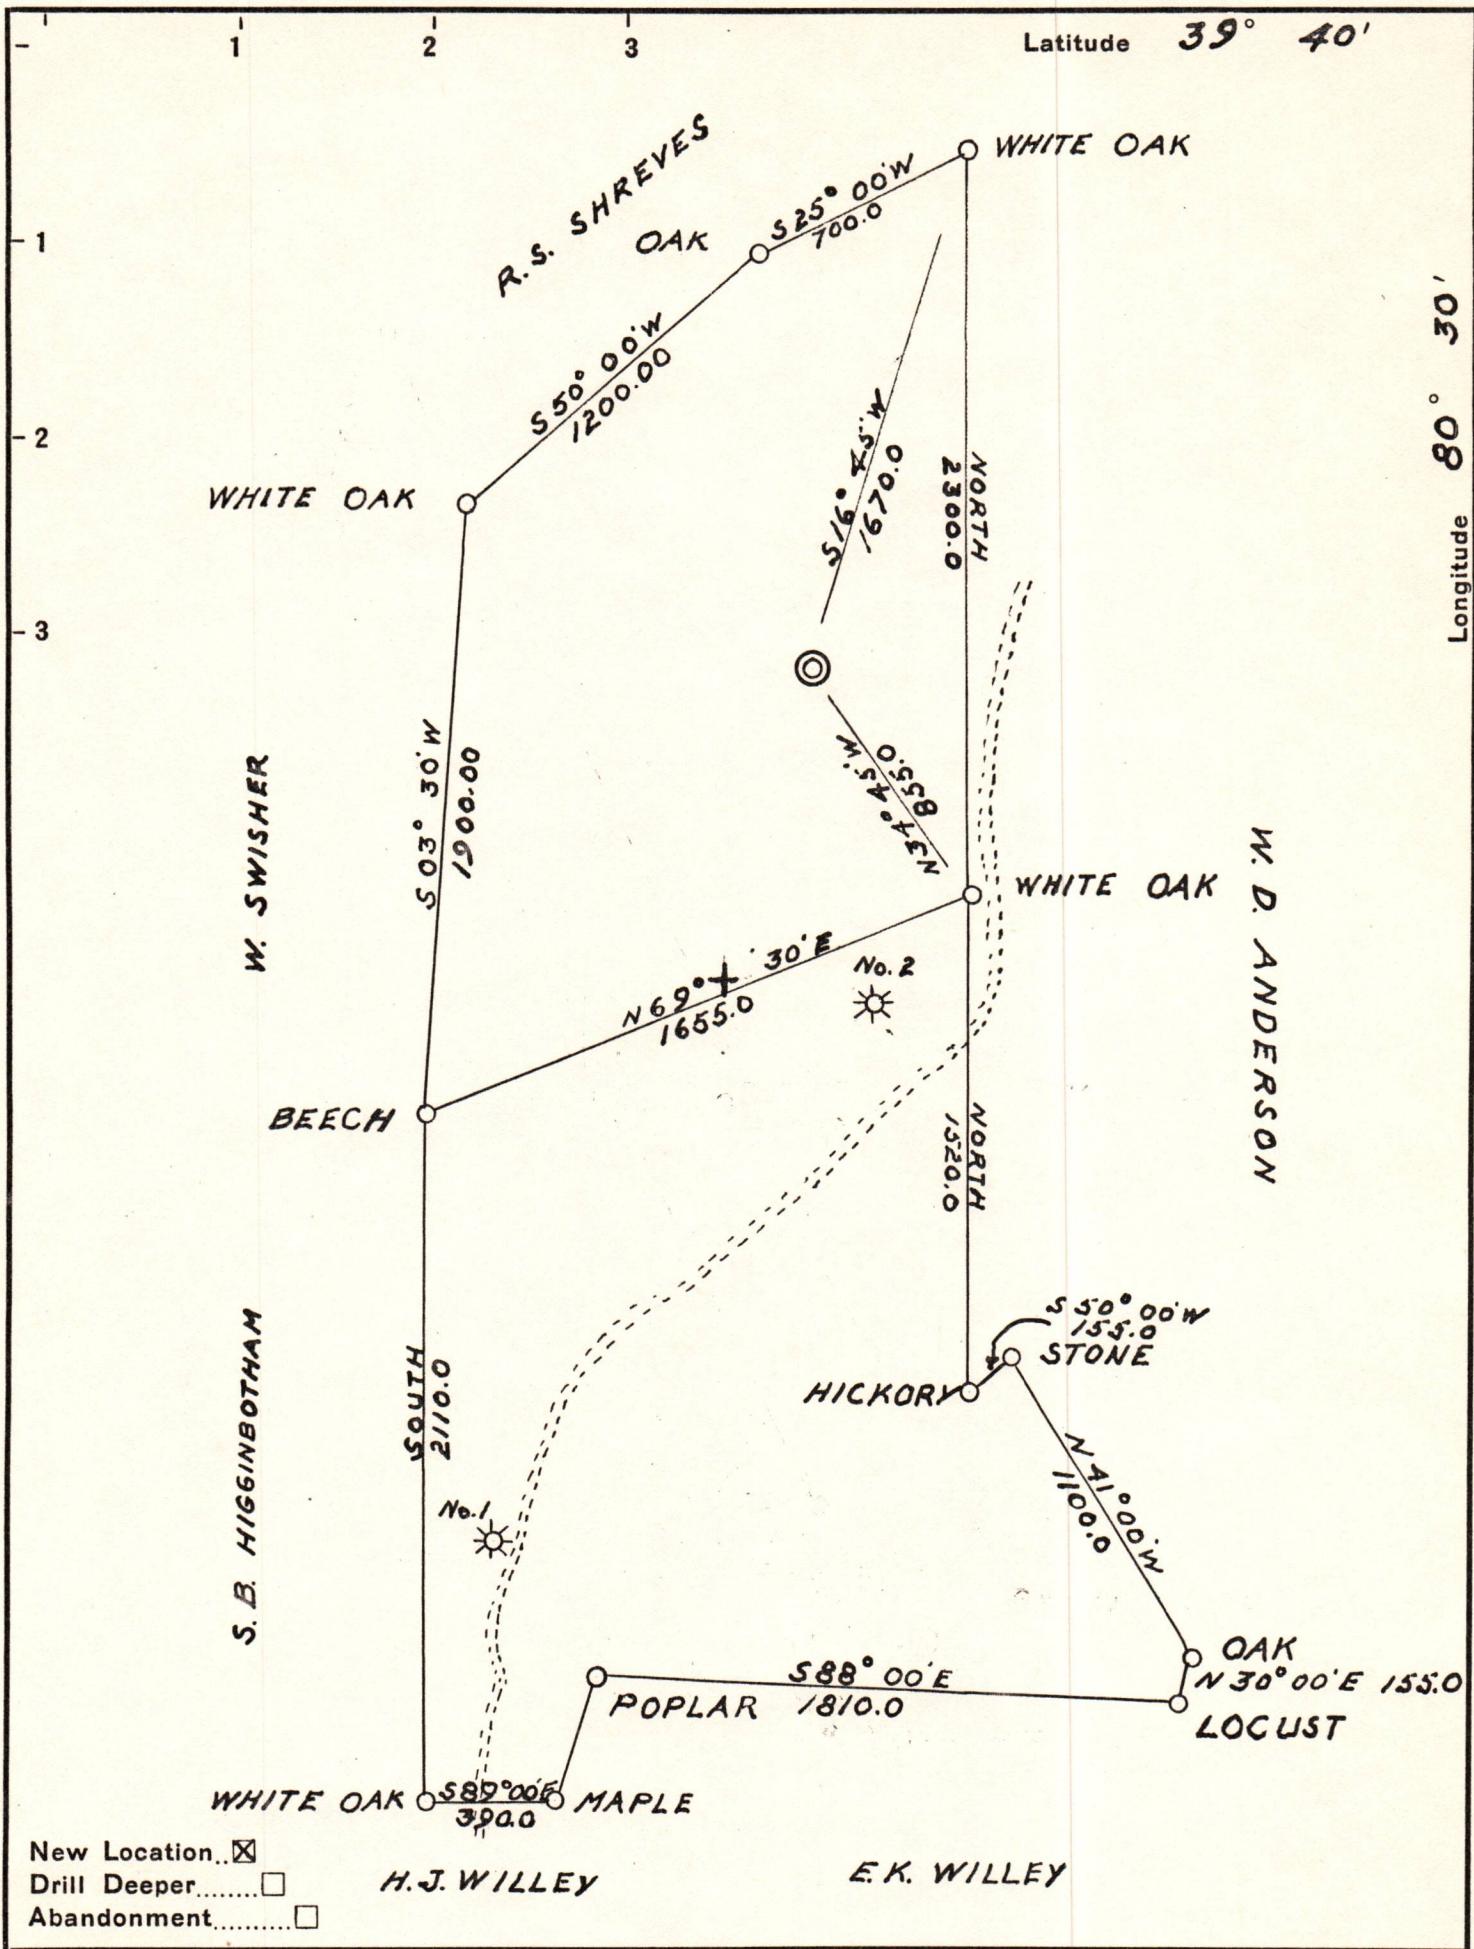 1 2 3 Latitude 39° 40'
WHITE OAK
R.S. SHREVES
S25° 00'W
700.0
OAK
1
80° 30'
Longitude
S50° 00'W
1200.00
S16° 45'W
1670.0
NORTH
2300.0
2
WHITE OAK
3
S03° 30'W
1900.00
N34° 45'W
855.0
W. SWISHER
WHITE OAK
W. D. ANDERSON
N69° 30'E
1655.0
No. 2
BEECH
NORTH
1520.0
S 50° 00'W
155.0
STONE
HICKORY
SOUTH
2110.0
S. B. HIGGINBOTHAM
N 41° 00'W
1100.0
No. 1
OAK
N 30° 00'E 155.0
S88° 00'E
POPLAR 1810.0
LOCUST
WHITE OAK S89° 00'E MAPLE
390.0
New Location..☒
Drill Deeper........☐
Abandonment..........☐
H.J. WILLEY
E.K. WILLEY